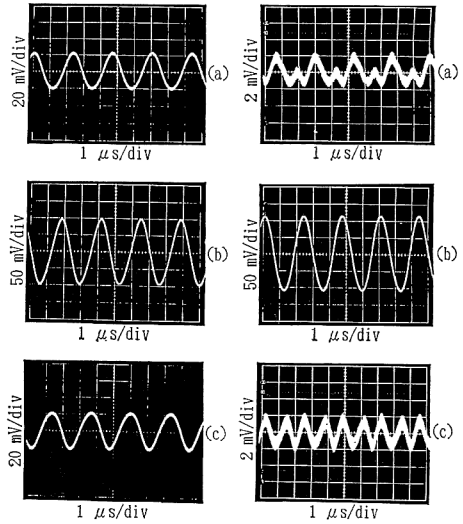 20 mV/div
(a)
1 μs/div
2 mV/div
(a)
1 μs/div
50 mV/div
(b)
1 μs/div
50 mV/div
(b)
1 μs/div
20 mV/div
(c)
1 μs/div
2 mV/div
(c)
1 μs/div